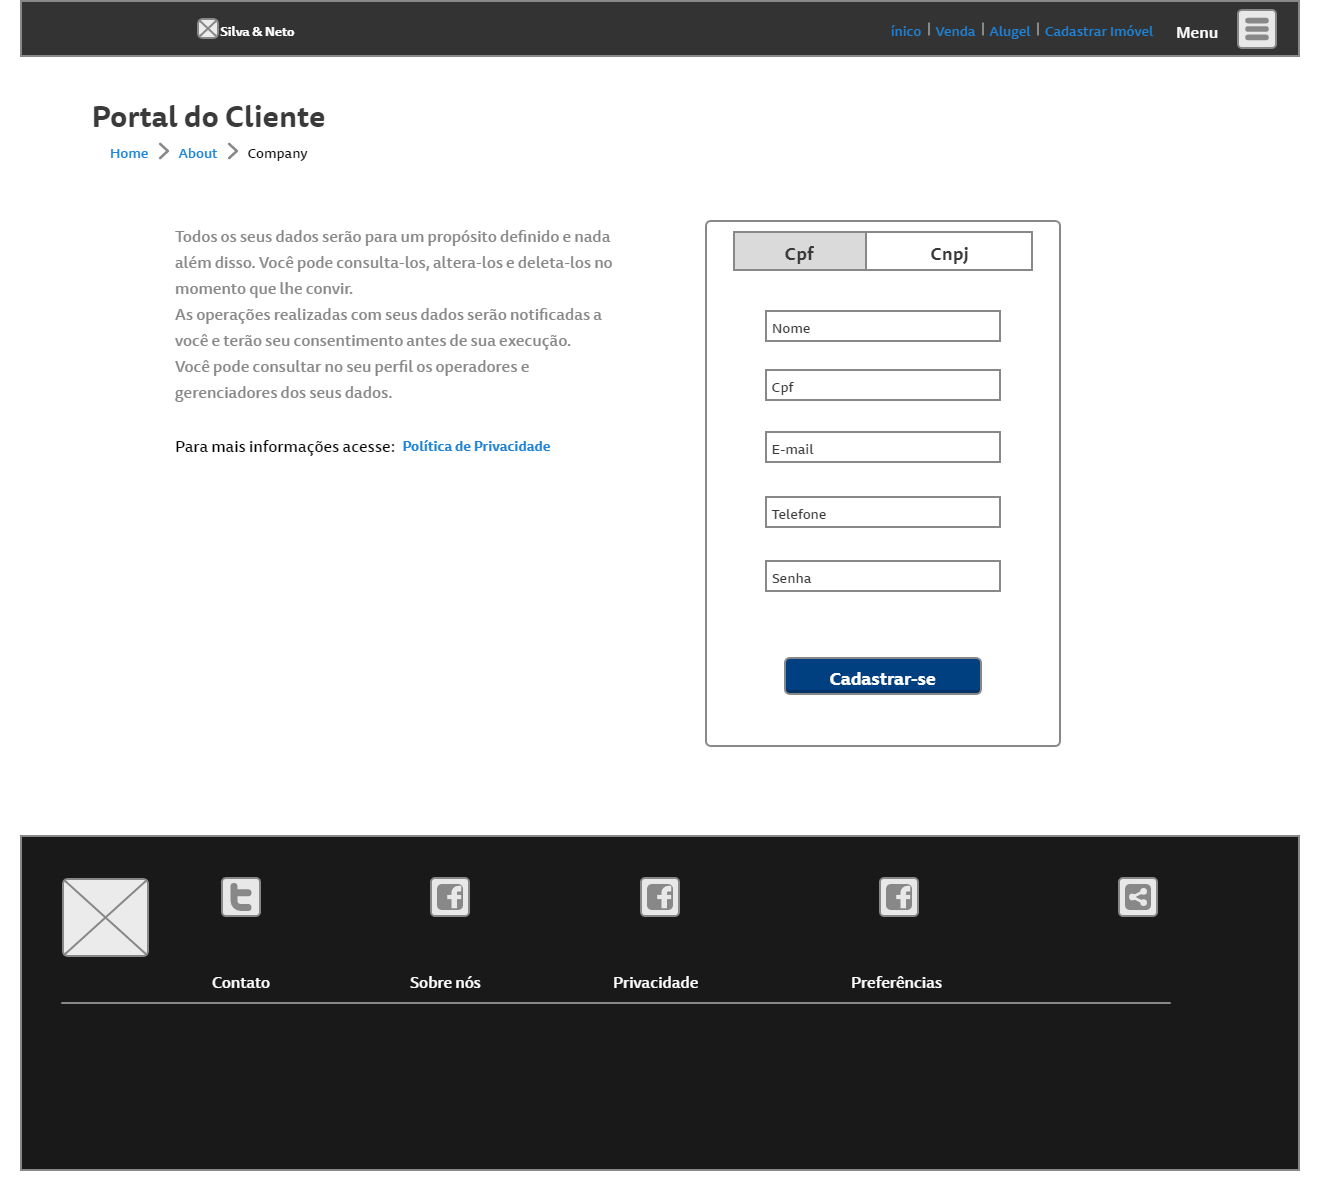 Silva & Neto
ínico | Venda | Alugel | Cadastrar Imóvel
Menu
Portal do Cliente
Home > About > Company
Todos os seus dados serão para um propósito definido e nada
além disso. Você pode consulta-los, altera-los e deleta-los no
momento que lhe convir.
As operações realizadas com seus dados serão notificadas a
você e terão seu consentimento antes de sua execução.
Você pode consultar no seu perfil os operadores e
gerenciadores dos seus dados.
Para mais informações acesse: Política de Privacidade
Cpf
Cnpj
Nome
Cpf
E-mail
Telefone
Senha
Cadastrar-se
Contato
Sobre nós
Privacidade
Preferências